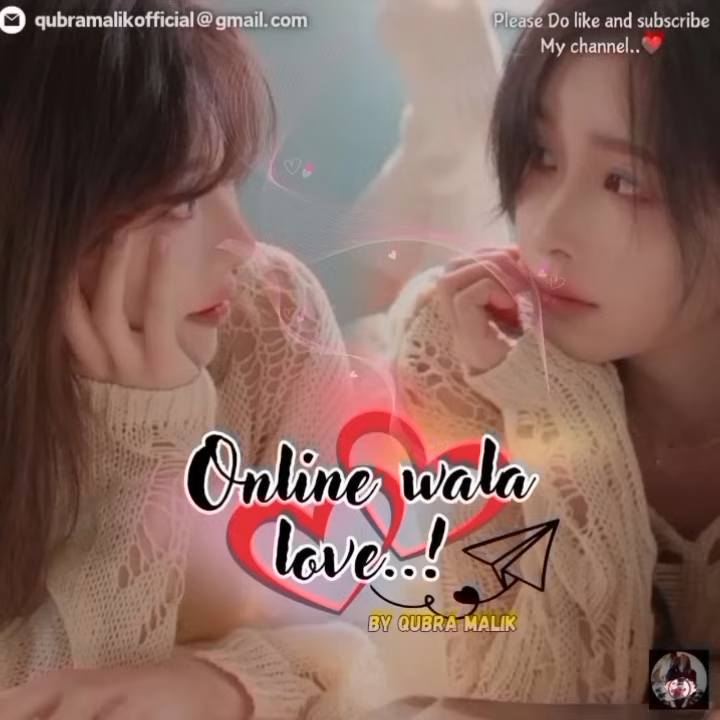 qubramalikofficial@gmail.com
Please Do like and subscribe
My channel..❤️
Online wala
love..!
BY QUBRA MALIK